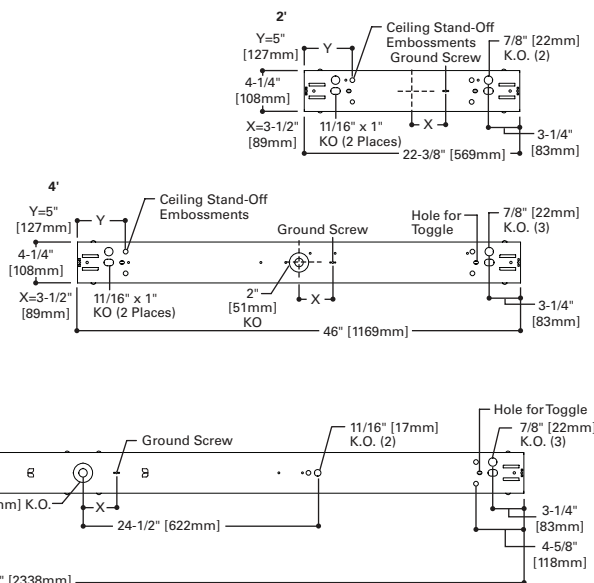 2'
Y=5"
[127mm]
Y
Ceiling Stand-Off
Embossments
Ground Screw
7/8" [22mm]
K.O. (2)
4-1/4"
[108mm]
X=3-1/2"
[89mm]
11/16" x 1"
KO (2 Places)
X
3-1/4"
[83mm]
22-3/8" [569mm]
4'
Y=5"
[127mm]
Y
Ceiling Stand-Off
Embossments
Ground Screw
Hole for
Toggle
7/8" [22mm]
K.O. (3)
4-1/4"
[108mm]
X=3-1/2"
[89mm]
11/16" x 1"
KO (2 Places)
2"
[51mm]
KO
X
3-1/4"
[83mm]
46" [1169mm]
Ground Screw
11/16" [17mm]
K.O. (2)
Hole for Toggle
7/8" [22mm]
K.O. (3)
mm] K.O.
X
24-1/2" [622mm]
3-1/4"
[83mm]
4-5/8"
[118mm]
" [2338mm]